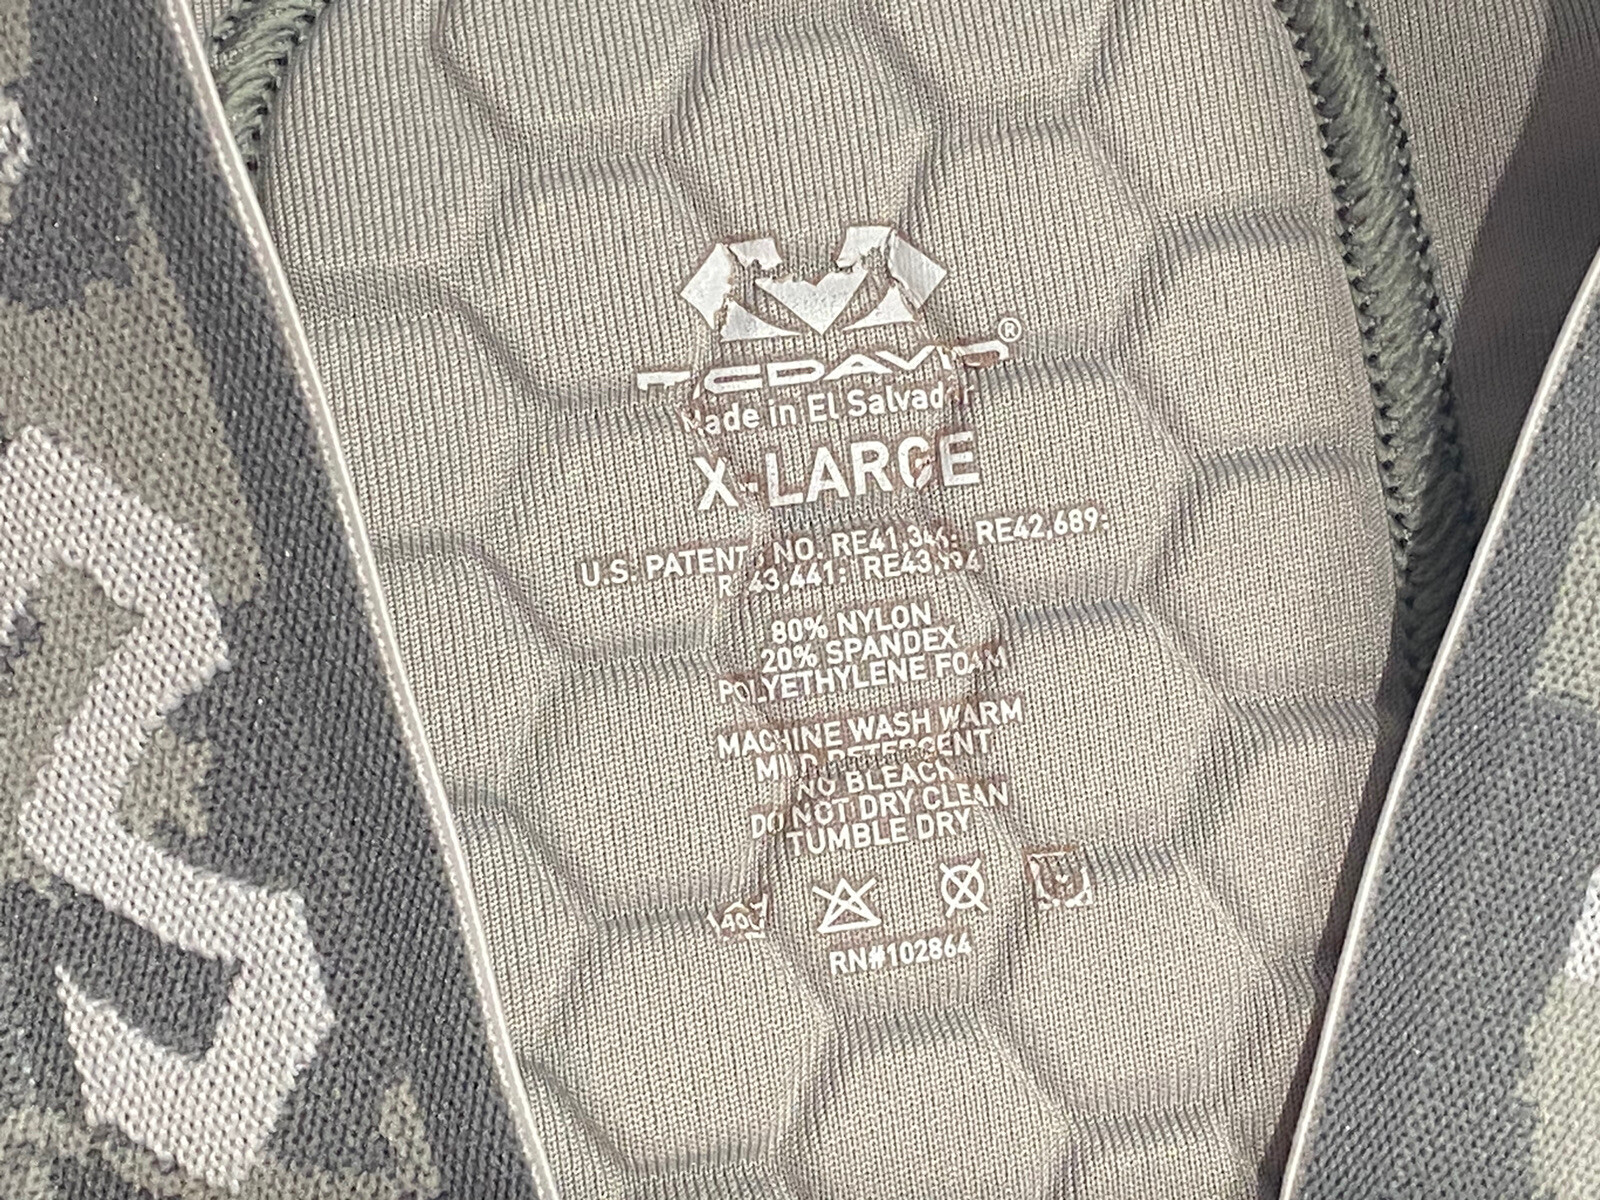 McDAVID®
Made in El Salvador
X-LARGE
U.S. PATENT NO. RE41,346; RE42,689;
RE43,441; RE43,994
80% NYLON
20% SPANDEX
POLYETHYLENE FOAM
MACHINE WASH WARM
MILD DETERGENT
NO BLEACH
DO NOT DRY CLEAN
TUMBLE DRY
40
RN#102864